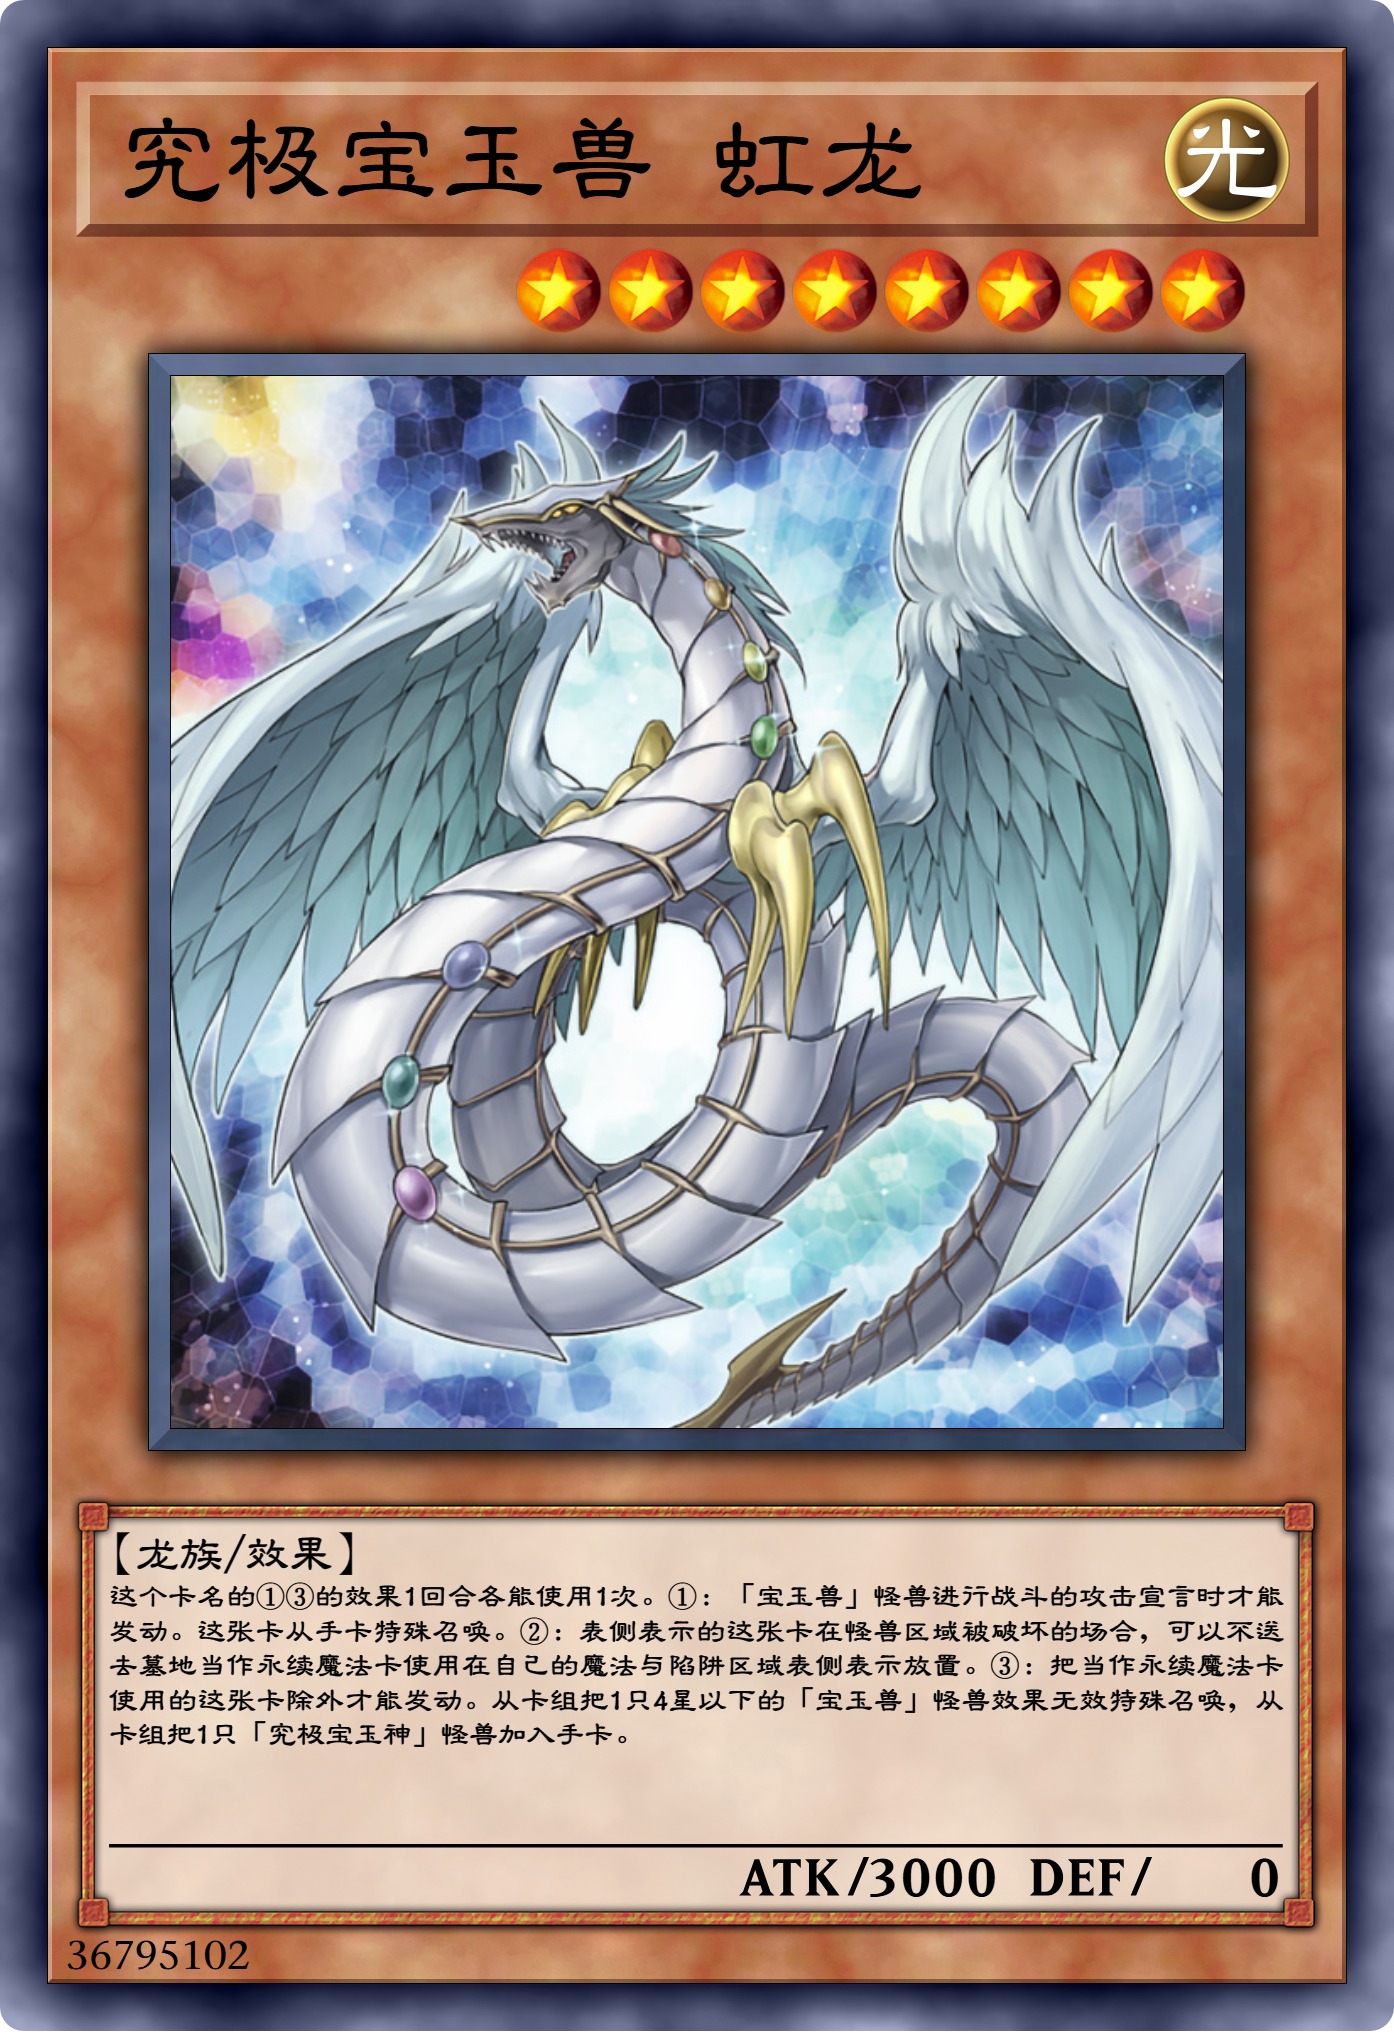 究极宝玉兽 虹龙
光
【龙族/效果】
这个卡名的①③的效果1回合各能使用1次。①：「宝玉兽」怪兽进行战斗的攻击宣言时才能
发动。这张卡从手卡特殊召唤。②：表侧表示的这张卡在怪兽区域被破坏的场合，可以不送
去墓地当作永续魔法卡使用在自己的魔法与陷阱区域表侧表示放置。③：把当作永续魔法卡
使用的这张卡除外才能发动。从卡组把1只4星以下的「宝玉兽」怪兽效果无效特殊召唤，从
卡组把1只「究极宝玉神」怪兽加入手卡。
ATK/3000 DEF/ 0
36795102